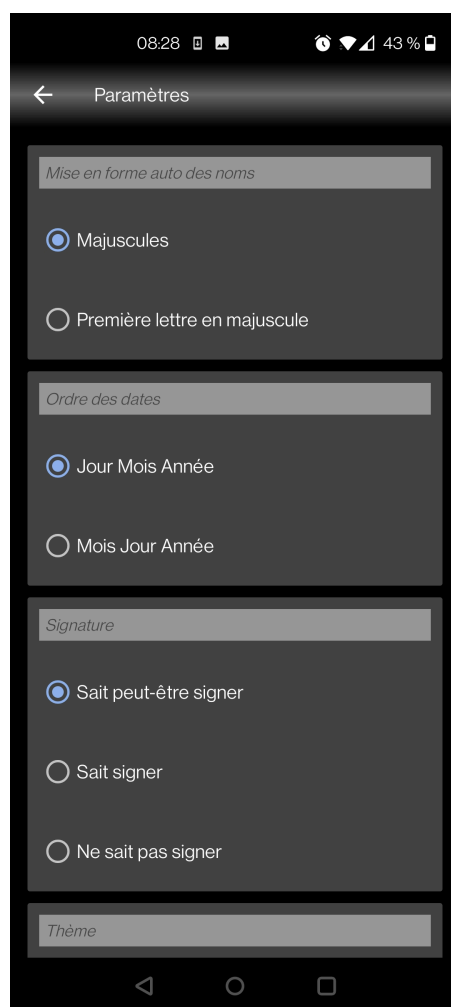 08:28 43 %
Paramètres
Mise en forme auto des noms
Majuscules
Première lettre en majuscule
Ordre des dates
Jour Mois Année
Mois Jour Année
Signature
Sait peut-être signer
Sait signer
Ne sait pas signer
Thème